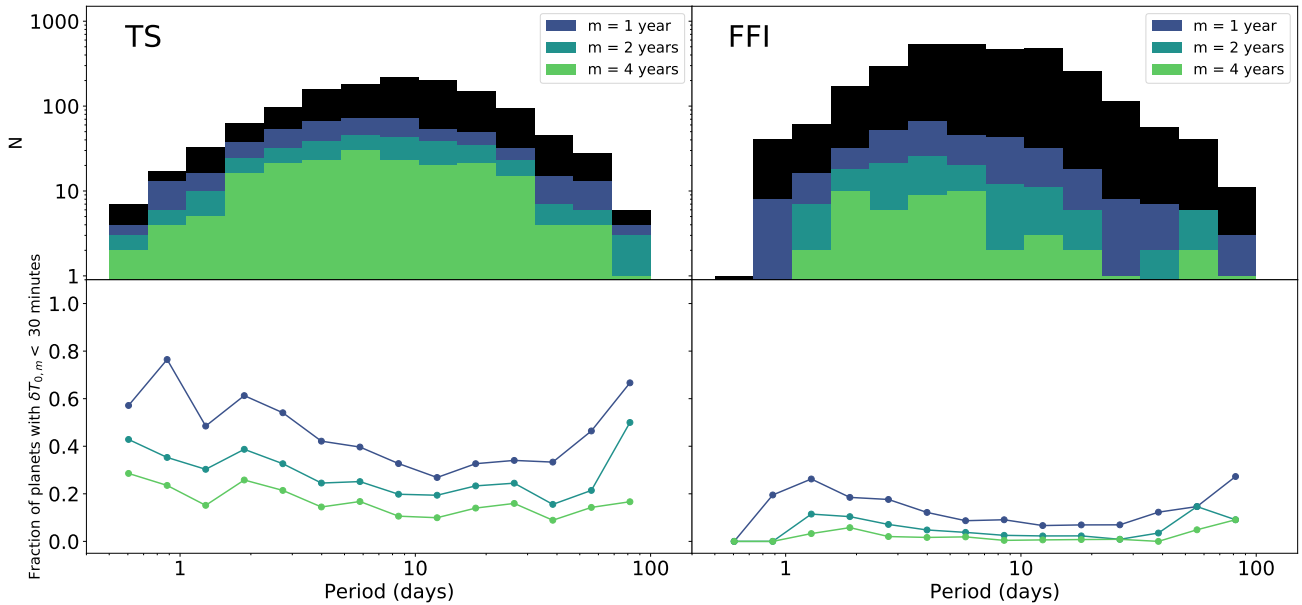 TS
m = 1 year
m = 2 years
m = 4 years
FFI
m = 1 year
m = 2 years
m = 4 years
1000
100
10
1
N
1.0
0.8
0.6
0.4
0.2
0.0
Fraction of planets with δT₀,ₘ < 30 minutes
1
10
100
Period (days)
1
10
100
Period (days)